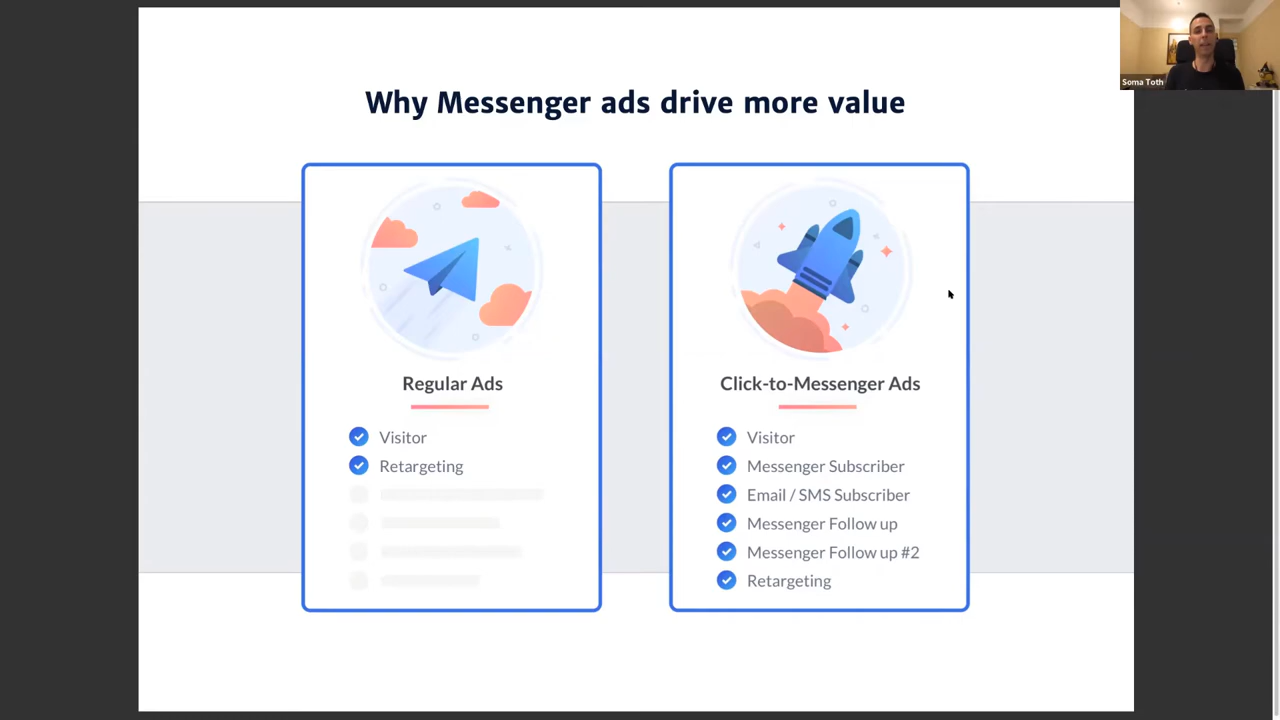 Soma Toth
Why Messenger ads drive more value
Regular Ads
Visitor
Retargeting
Click-to-Messenger Ads
Visitor
Messenger Subscriber
Email / SMS Subscriber
Messenger Follow up
Messenger Follow up #2
Retargeting